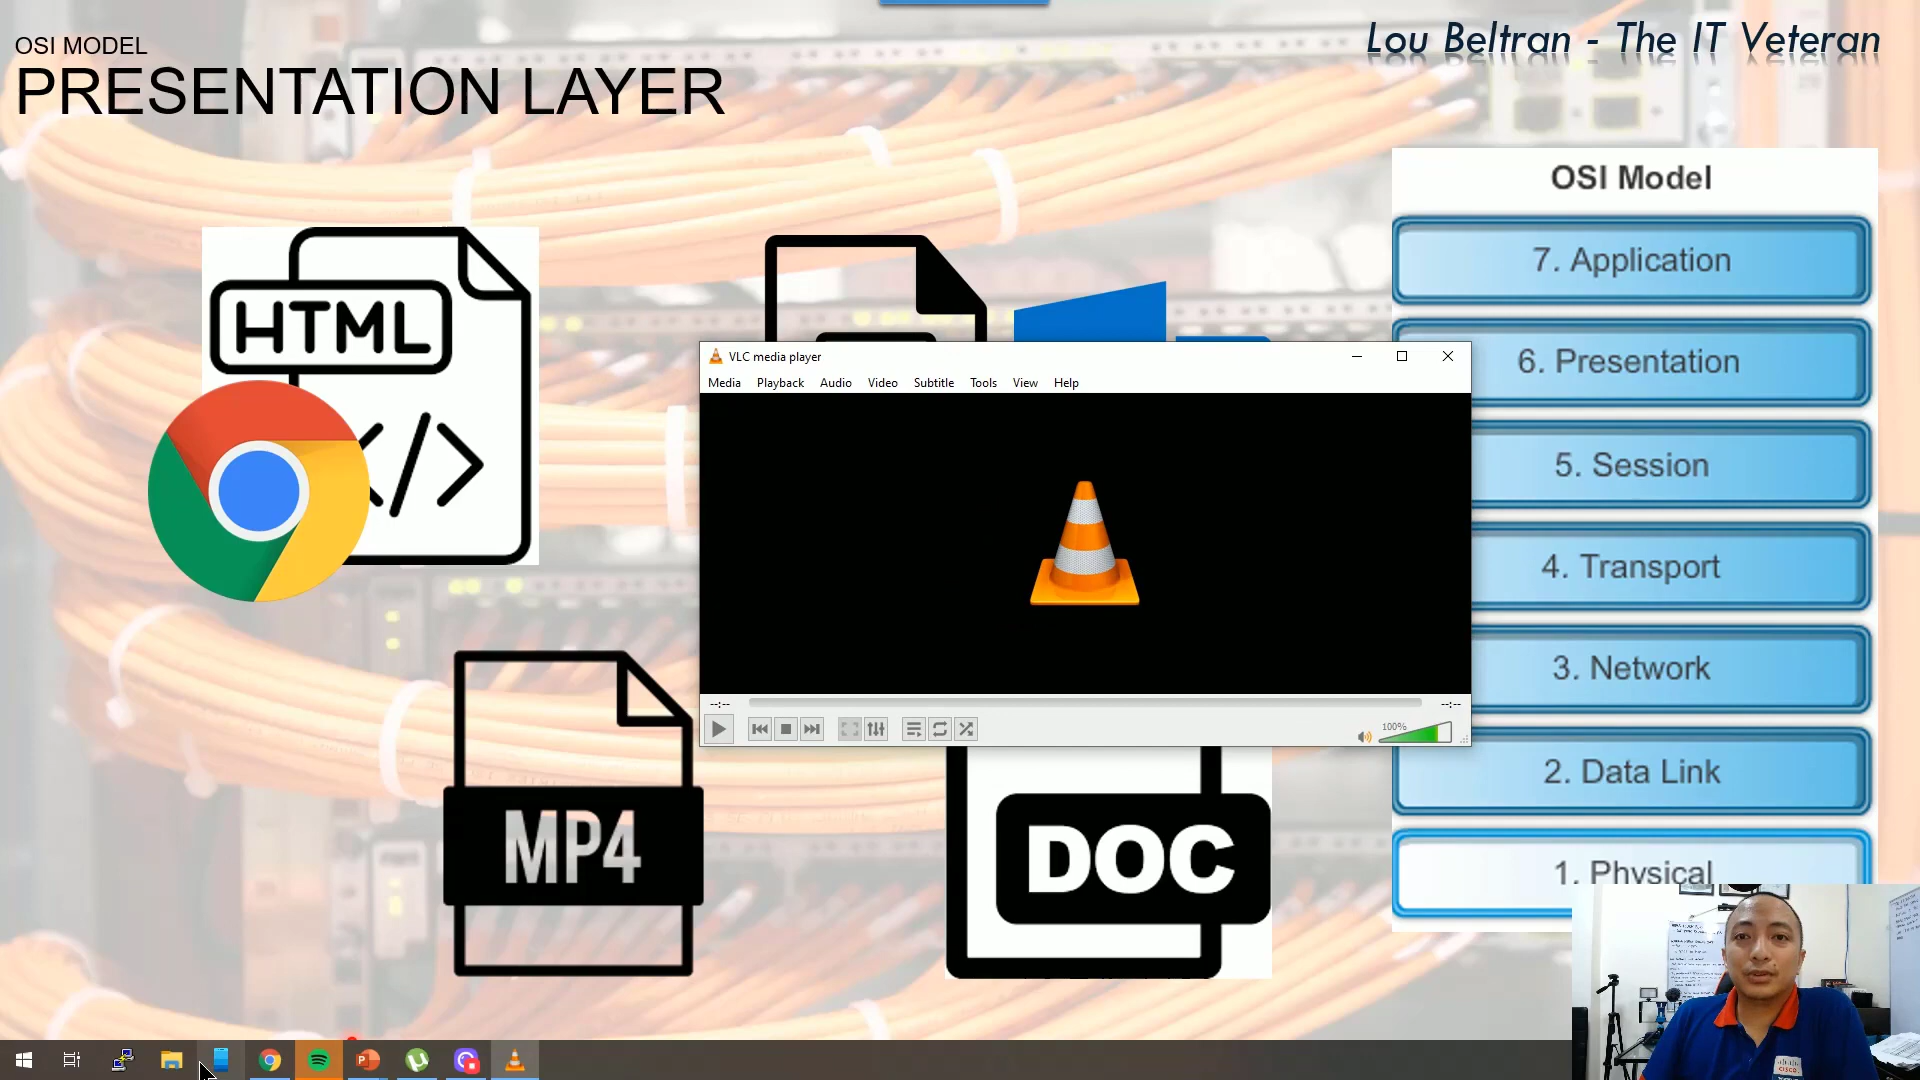 OSI MODEL
PRESENTATION LAYER
Lou Beltran - The IT Veteran
OSI Model
7. Application
6. Presentation
5. Session
4. Transport
3. Network
2. Data Link
1. Physical
HTML
</>
VLC media player
Media Playback Audio Video Subtitle Tools View Help
--:-- --:--
100%
MP4
DOC
CISCO